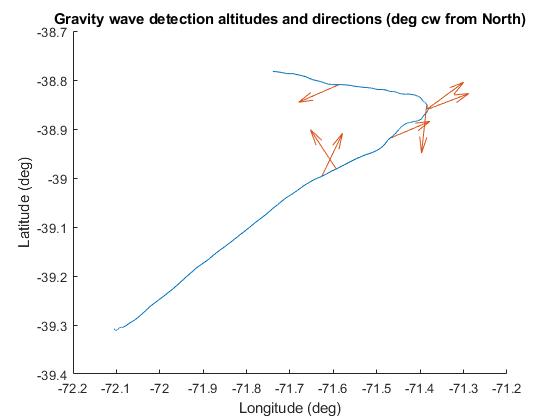 Gravity wave detection altitudes and directions (deg cw from North)
-38.7
-38.8
-38.9
-39
-39.1
-39.2
-39.3
-39.4
Latitude (deg)
-72.2 -72.1 -72 -71.9 -71.8 -71.7 -71.6 -71.5 -71.4 -71.3 -71.2
Longitude (deg)